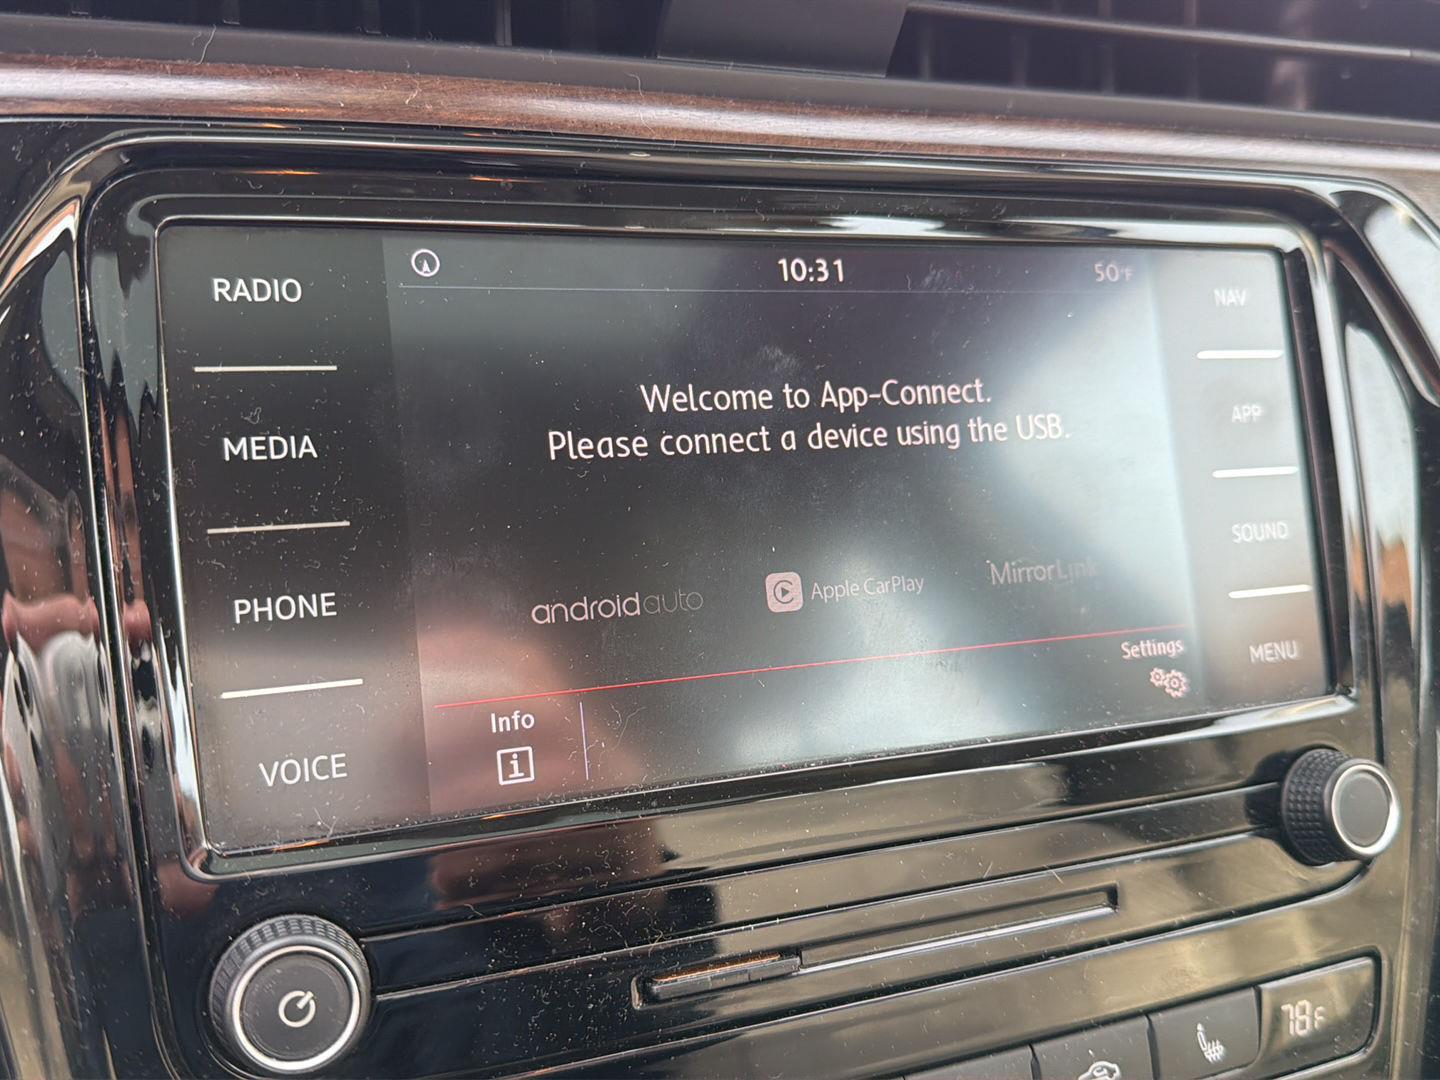 RADIO
MEDIA
PHONE
VOICE
10:31
50°F
Welcome to App-Connect.
Please connect a device using the USB.
androidauto
Apple CarPlay
MirrorLink
Settings
Info
i
NAV
APP
SOUND
MENU
78F